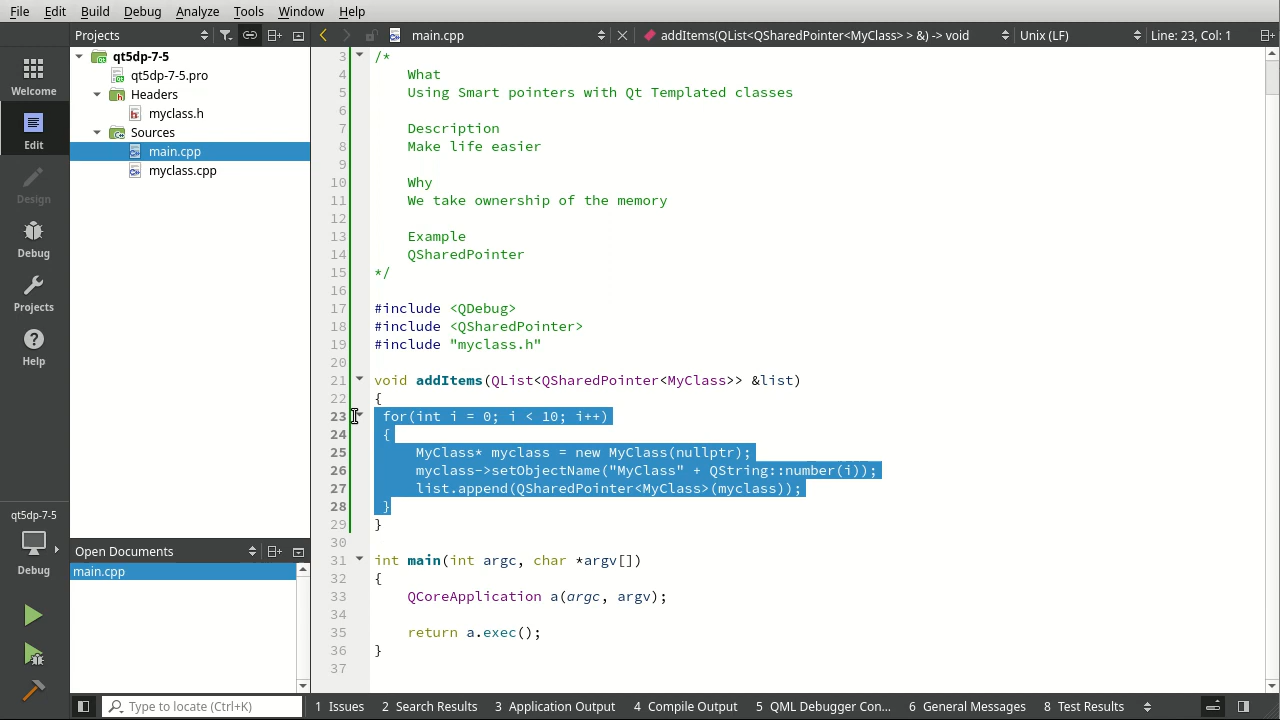 File Edit Build Debug Analyze Tools Window Help
Projects
main.cpp
addItems(QList<QSharedPointer<MyClass> > &) -> void
Unix (LF)
Line: 23, Col: 1
Welcome
Edit
Design
Debug
Projects
Help
qt5dp-7-5
Debug
qt5dp-7-5
qt5dp-7-5.pro
Headers
myclass.h
Sources
main.cpp
myclass.cpp
Open Documents
main.cpp
3 /*
4 What
5 Using Smart pointers with Qt Templated classes
6
7 Description
8 Make life easier
9
10 Why
11 We take ownership of the memory
12
13 Example
14 QSharedPointer
15 */
16
17 #include <QDebug>
18 #include <QSharedPointer>
19 #include "myclass.h"
20
21 void addItems(QList<QSharedPointer<MyClass>> &list)
22 {
23 for(int i = 0; i < 10; i++)
24 {
25 MyClass* myclass = new MyClass(nullptr);
26 myclass->setObjectName("MyClass" + QString::number(i));
27 list.append(QSharedPointer<MyClass>(myclass));
28 }
29 }
30
31 int main(int argc, char *argv[])
32 {
33 QCoreApplication a(argc, argv);
34
35 return a.exec();
36 }
37
Type to locate (Ctrl+K)
1 Issues
2 Search Results
3 Application Output
4 Compile Output
5 QML Debugger Con...
6 General Messages
8 Test Results